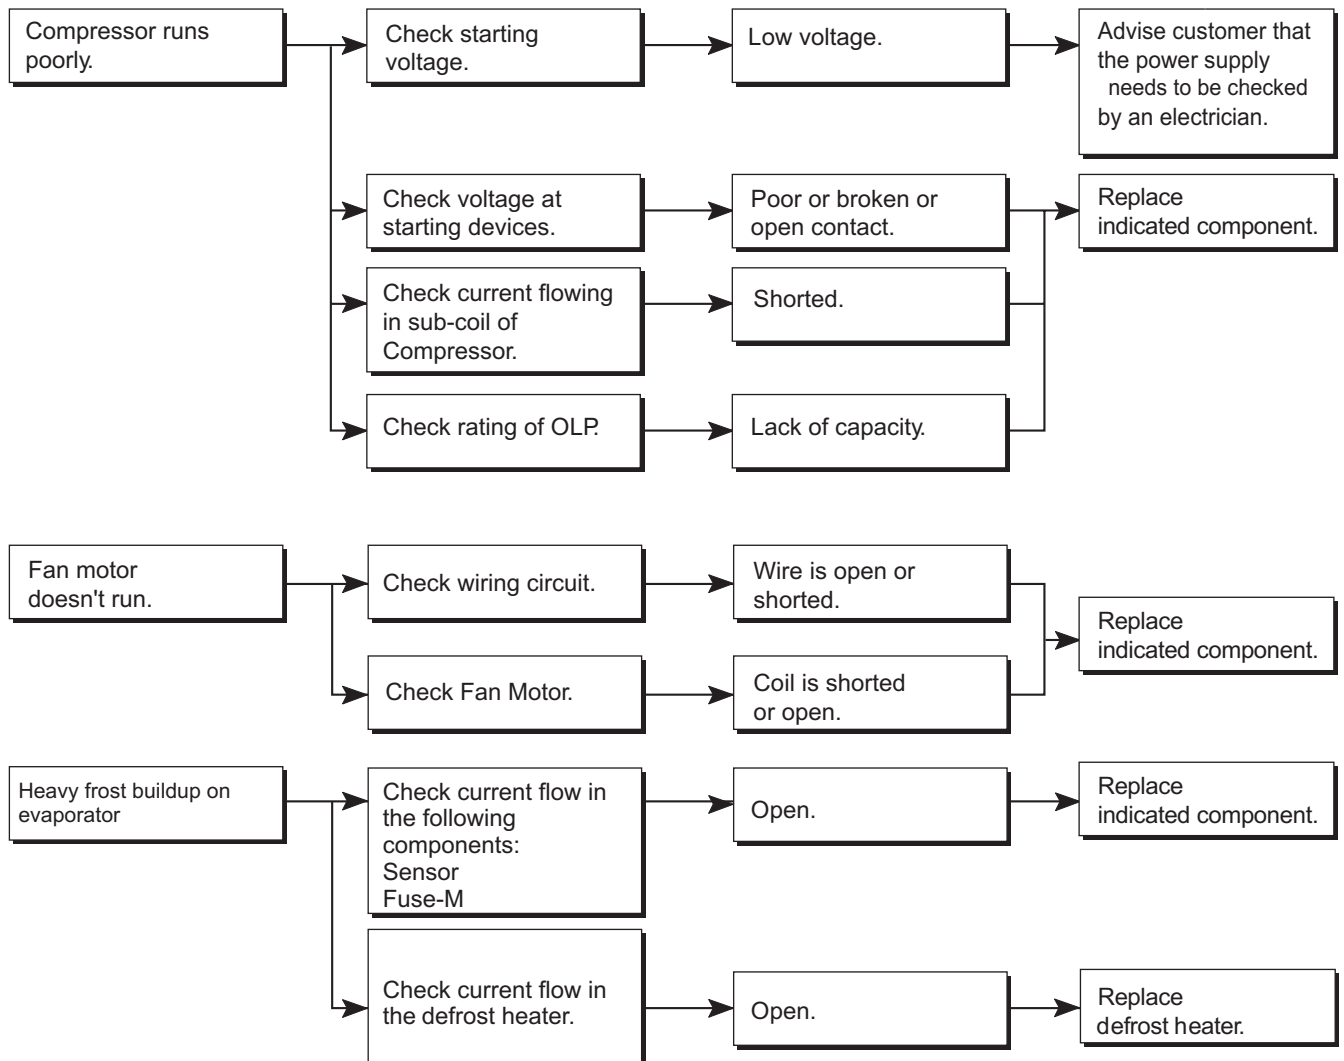 Compressor runs
poorly.
Check starting
voltage.
Low voltage.
Advise customer that
the power supply
needs to be checked
by an electrician.
Check voltage at
starting devices.
Poor or broken or
open contact.
Replace
indicated component.
Check current flowing
in sub-coil of
Compressor.
Shorted.
Check rating of OLP.
Lack of capacity.
Fan motor
doesn't run.
Check wiring circuit.
Wire is open or
shorted.
Replace
indicated component.
Check Fan Motor.
Coil is shorted
or open.
Heavy frost buildup on
evaporator
Check current flow in
the following
components:
Sensor
Fuse-M
Open.
Replace
indicated component.
Check current flow in
the defrost heater.
Open.
Replace
defrost heater.